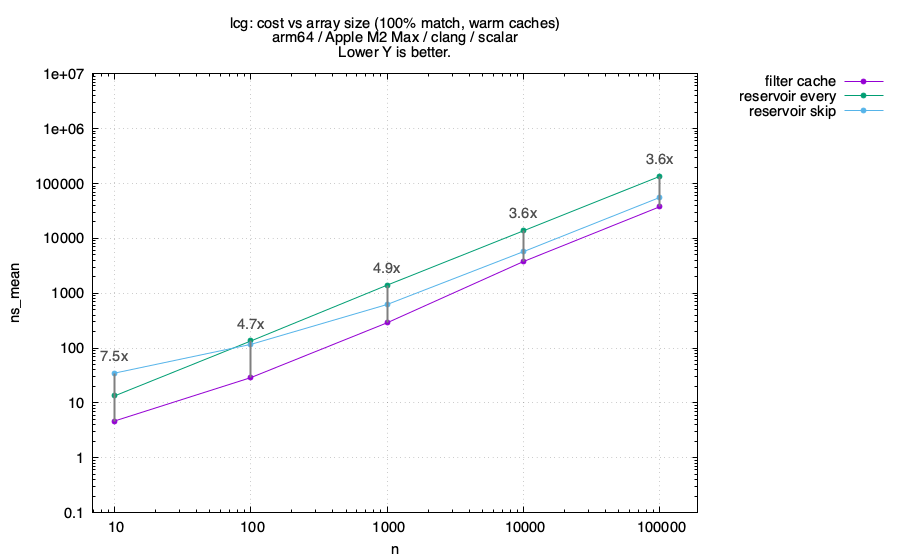 lcg: cost vs array size (100% match, warm caches)
arm64 / Apple M2 Max / clang / scalar
Lower Y is better.
filter cache
reservoir every
reservoir skip
1e+07
1e+06
100000
10000
1000
100
10
1
0.1
ns_mean
7.5x
4.7x
4.9x
3.6x
3.6x
10
100
1000
10000
100000
n